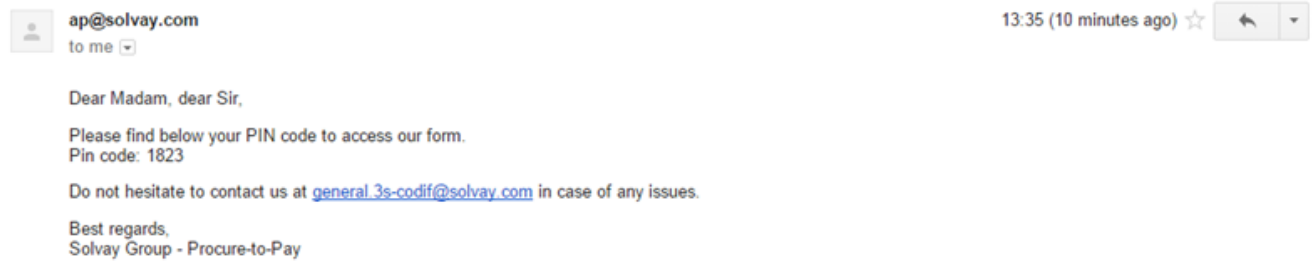 ap@solvay.com 13:35 (10 minutes ago)
to me
Dear Madam, dear Sir,
Please find below your PIN code to access our form.
Pin code: 1823
Do not hesitate to contact us at general.3s-codif@solvay.com in case of any issues.
Best regards,
Solvay Group - Procure-to-Pay